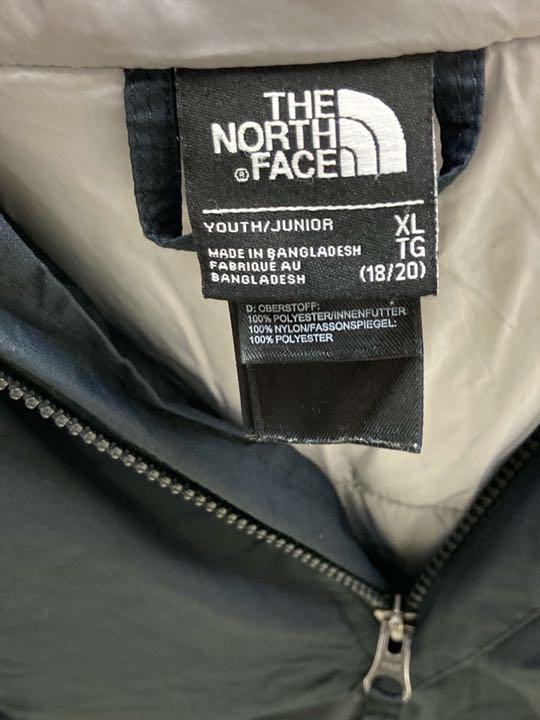 THE
NORTH
FACE
®
YOUTH/JUNIOR XL
TG
MADE IN BANGLADESH
FABRIQUE AU
BANGLADESH (18/20)
D: OBERSTOFF:
100% POLYESTER/INNENFUTTER:
100% NYLON/FASSONSPIEGEL:
100% POLYESTER